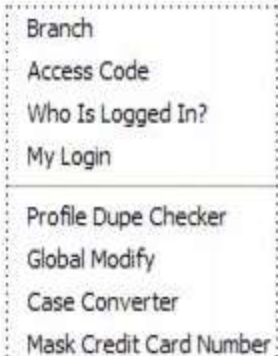 Branch
Access Code
Who Is Logged In?
My Login
Profile Dupe Checker
Global Modify
Case Converter
Mask Credit Card Number